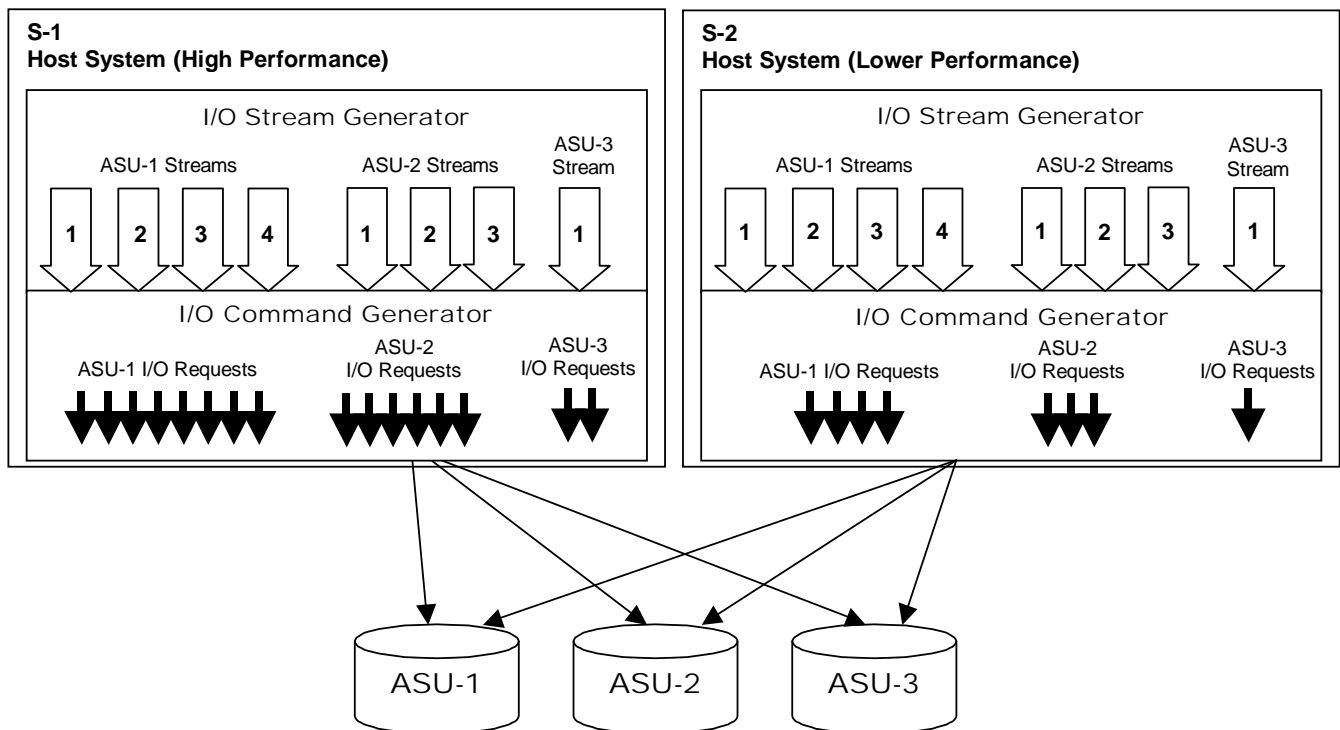 S-1
Host System (High Performance)
I/O Stream Generator
ASU-1 Streams
ASU-2 Streams
ASU-3
Stream
1
2
3
4
1
2
3
1
I/O Command Generator
ASU-1 I/O Requests
ASU-2
I/O Requests
ASU-3
I/O Requests
S-2
Host System (Lower Performance)
I/O Stream Generator
ASU-1 Streams
ASU-2 Streams
ASU-3
Stream
1
2
3
4
1
2
3
1
I/O Command Generator
ASU-1 I/O Requests
ASU-2
I/O Requests
ASU-3
I/O Requests
ASU-1
ASU-2
ASU-3